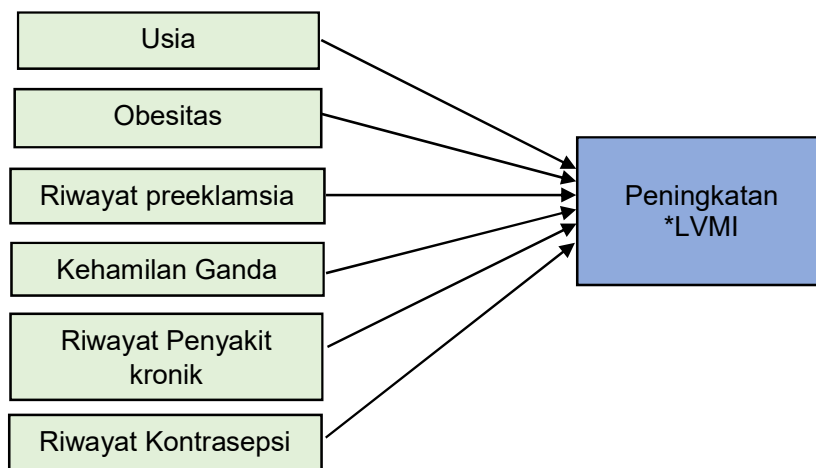 Usia
Obesitas
Riwayat preeklamsia
Kehamilan Ganda
Riwayat Penyakit
kronik
Riwayat Kontrasepsi
Peningkatan
*LVMI